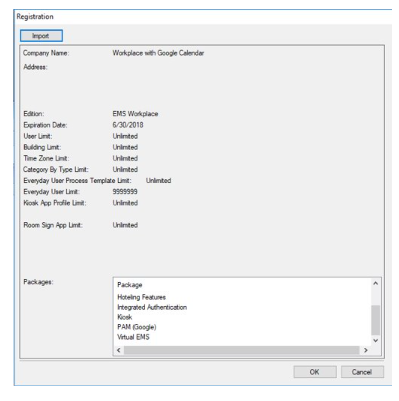 Registration
Import
Company Name: Workplace with Google Calendar
Address:
Edition: EMS Workplace
Expiration Date: 6/30/2018
User Limit: Unlimited
Building Limit: Unlimited
Time Zone Limit: Unlimited
Category By Type Limit: Unlimited
Everyday User Process Template Limit: Unlimited
Everyday User Limit: 9999999
Kiosk App Profile Limit: Unlimited
Room Sign App Limit: Unlimited
Packages:
Package
Hoteling Features
Integrated Authentication
Kiosk
PAM (Google)
Virtual EMS
OK Cancel